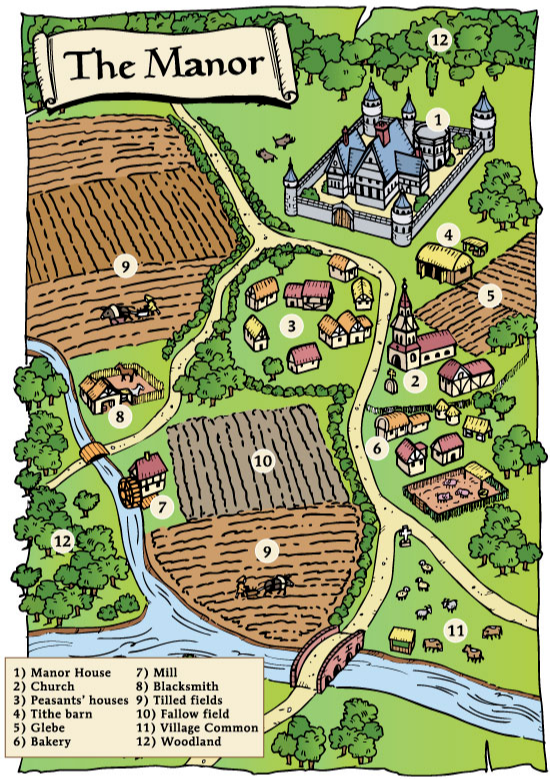 The Manor
12
1
4
9
5
3
2
8
6
10
7
12
9
11
1) Manor House
2) Church
3) Peasants' houses
4) Tithe barn
5) Glebe
6) Bakery
7) Mill
8) Blacksmith
9) Tilled fields
10) Fallow field
11) Village Common
12) Woodland